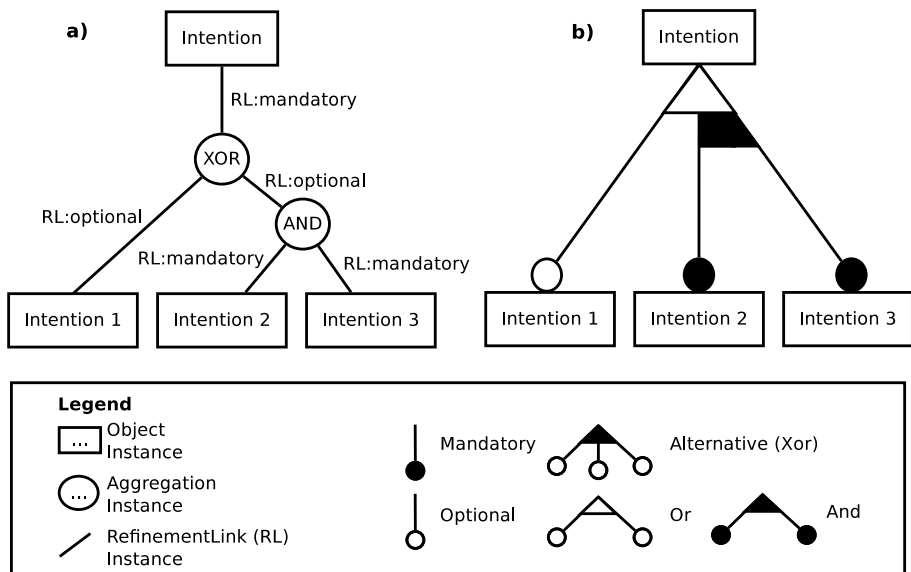 a)
Intention
RL:mandatory
XOR
RL:optional
RL:optional
AND
RL:mandatory
RL:mandatory
Intention 1
Intention 2
Intention 3
b)
Intention
Intention 1
Intention 2
Intention 3
Legend
...
Object
Instance
...
Aggregation
Instance
RefinementLink (RL)
Instance
Mandatory
Alternative (Xor)
Optional
Or
And